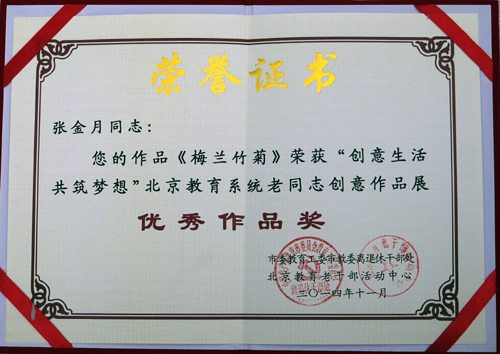 荣誉证书
张金月同志：
您的作品《梅兰竹菊》荣获“创意生活
共筑梦想”北京教育系统老同志创意作品展
优秀作品奖
市委教育工委市教委离退休干部处
北京教育老干部活动中心
二〇一四年十一月